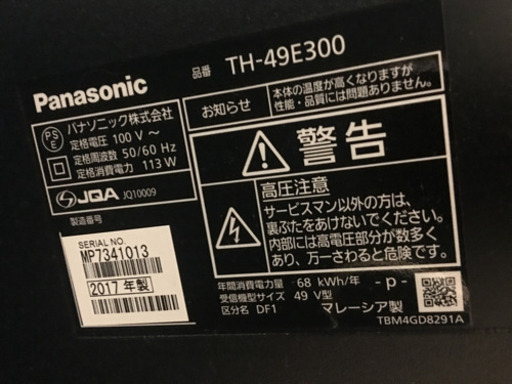 Panasonic
品番 TH-49E300
PS
E
パナソニック株式会社
定格電圧 100 V ～
定格周波数 50/60 Hz
定格消費電力 113 W
JQA JQ10009
製造番号
SERIAL NO.
MP7341013
2017 年製
お知らせ
本体の温度が高くなりますが
性能・品質には問題ありません
警告
高圧注意
サービスマン以外の方は、
裏ぶたをあけないでください。
内部には高電圧部分が数多く
あり、万一さわると危険です。
年間消費電力量 68 kWh/年
受信機型サイズ 49 V型
区分名 DF1
マレーシア製
-p-
TBM4GD8291A